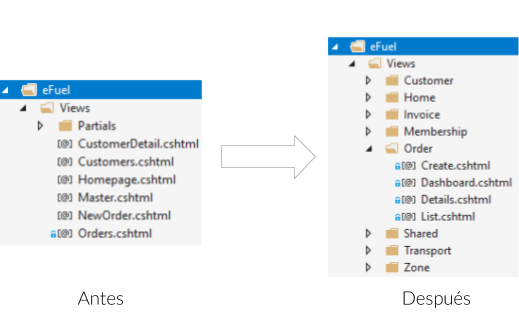 eFuel
Views
Partials
CustomerDetail.cshtml
Customers.cshtml
Homepage.cshtml
Master.cshtml
NewOrder.cshtml
Orders.cshtml
Antes
eFuel
Views
Customer
Home
Invoice
Membership
Order
Create.cshtml
Dashboard.cshtml
Details.cshtml
List.cshtml
Shared
Transport
Zone
Después